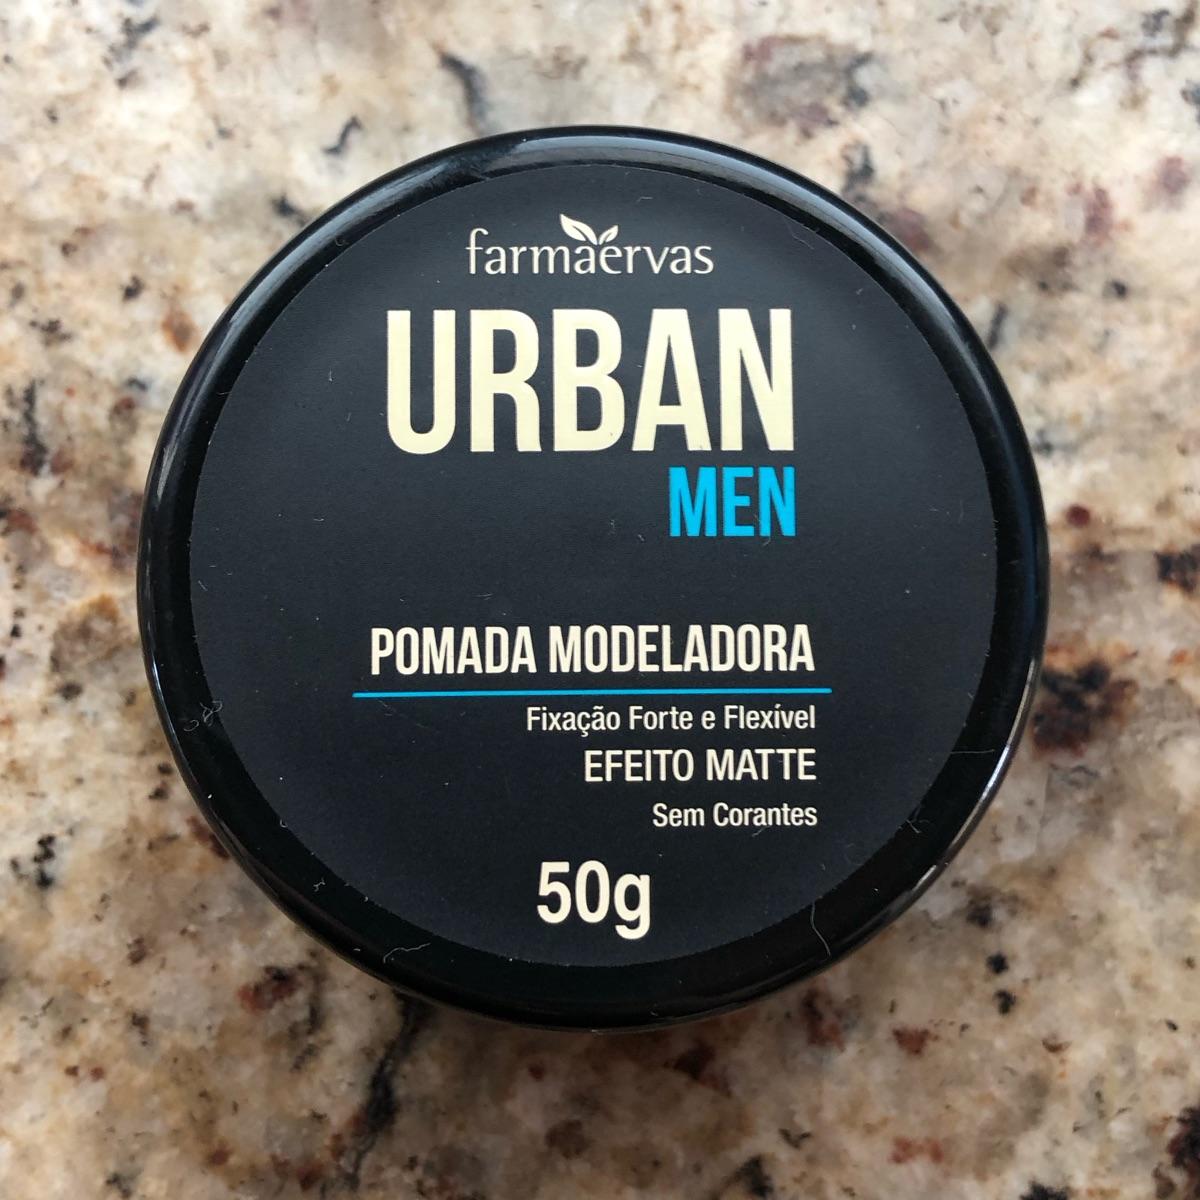 farmaervas
URBAN
MEN
POMADA MODELADORA
Fixação Forte e Flexível
EFEITO MATTE
Sem Corantes
50g